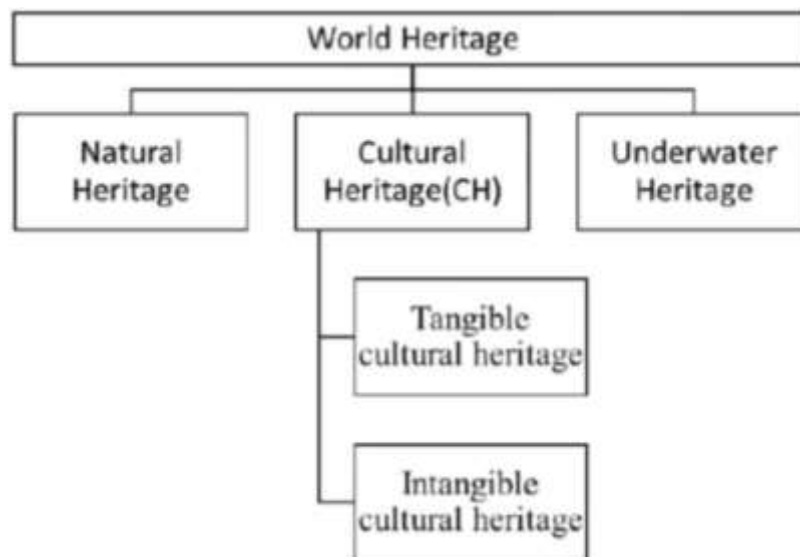 World Heritage
Natural
Heritage
Cultural
Heritage(CH)
Underwater
Heritage
Tangible
cultural heritage
Intangible
cultural heritage